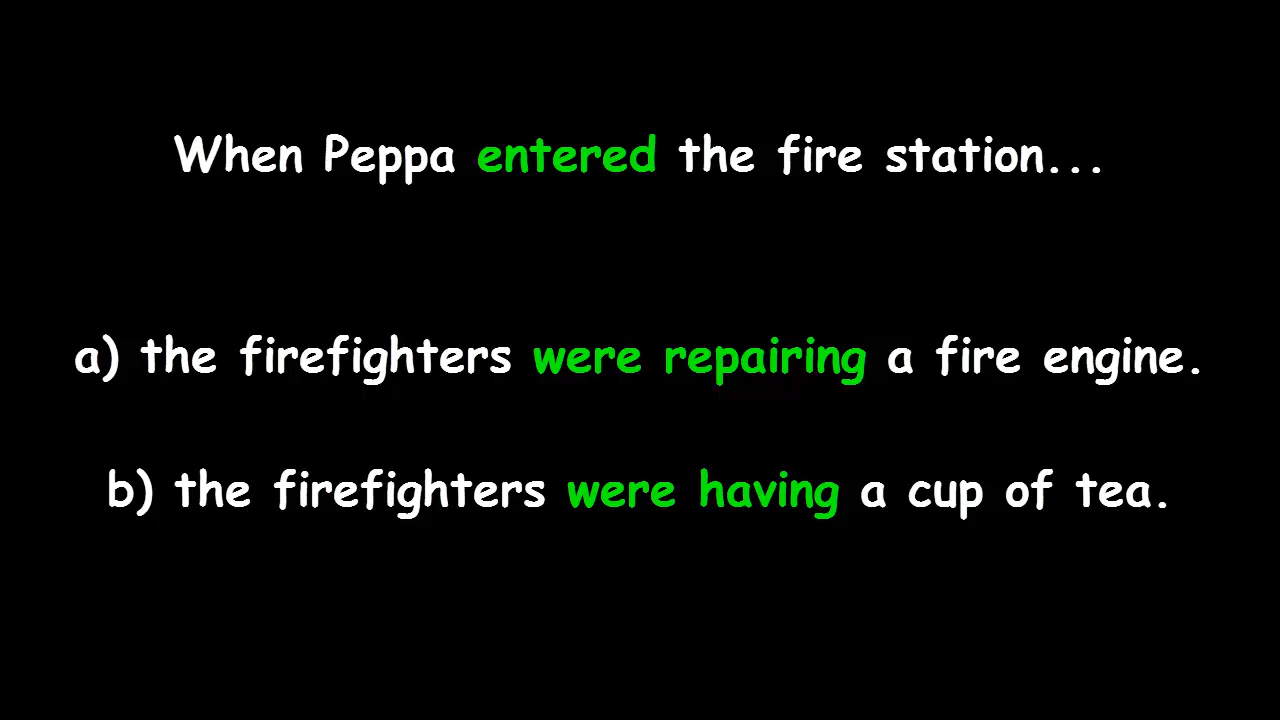 When Peppa entered the fire station...
a) the firefighters were repairing a fire engine.
b) the firefighters were having a cup of tea.